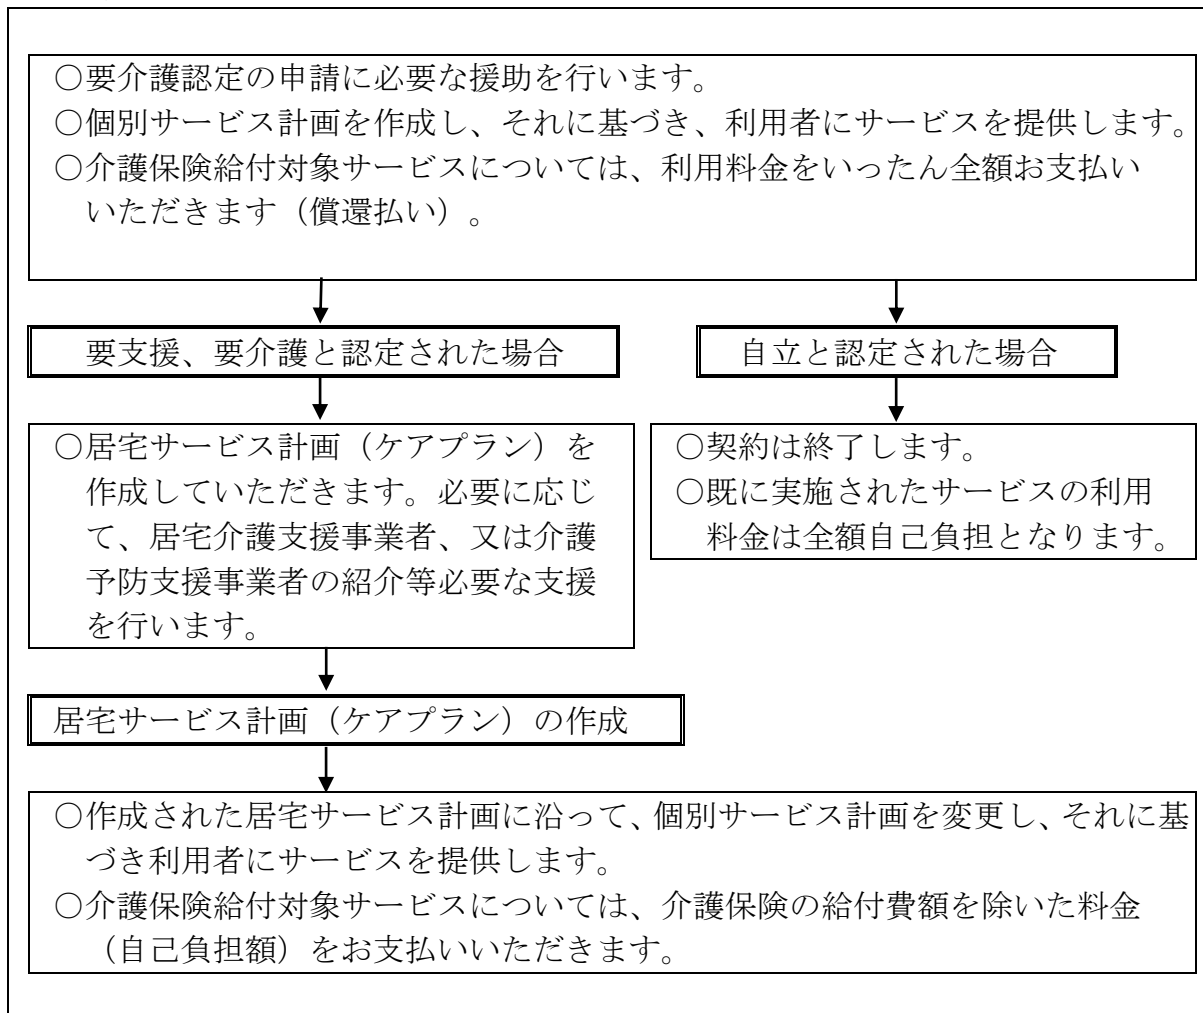 ○要介護認定の申請に必要な援助を行います。
○個別サービス計画を作成し、それに基づき、利用者にサービスを提供します。
○介護保険給付対象サービスについては、利用料金をいったん全額お支払い
いただきます（償還払い）。
要支援、要介護と認定された場合
自立と認定された場合
○居宅サービス計画（ケアプラン）を
作成していただきます。必要に応じ
て、居宅介護支援事業者、又は介護
予防支援事業者の紹介等必要な支援
を行います。
○契約は終了します。
○既に実施されたサービスの利用
料金は全額自己負担となります。
居宅サービス計画（ケアプラン）の作成
○作成された居宅サービス計画に沿って、個別サービス計画を変更し、それに基
づき利用者にサービスを提供します。
○介護保険給付対象サービスについては、介護保険の給付費額を除いた料金
（自己負担額）をお支払いいただきます。